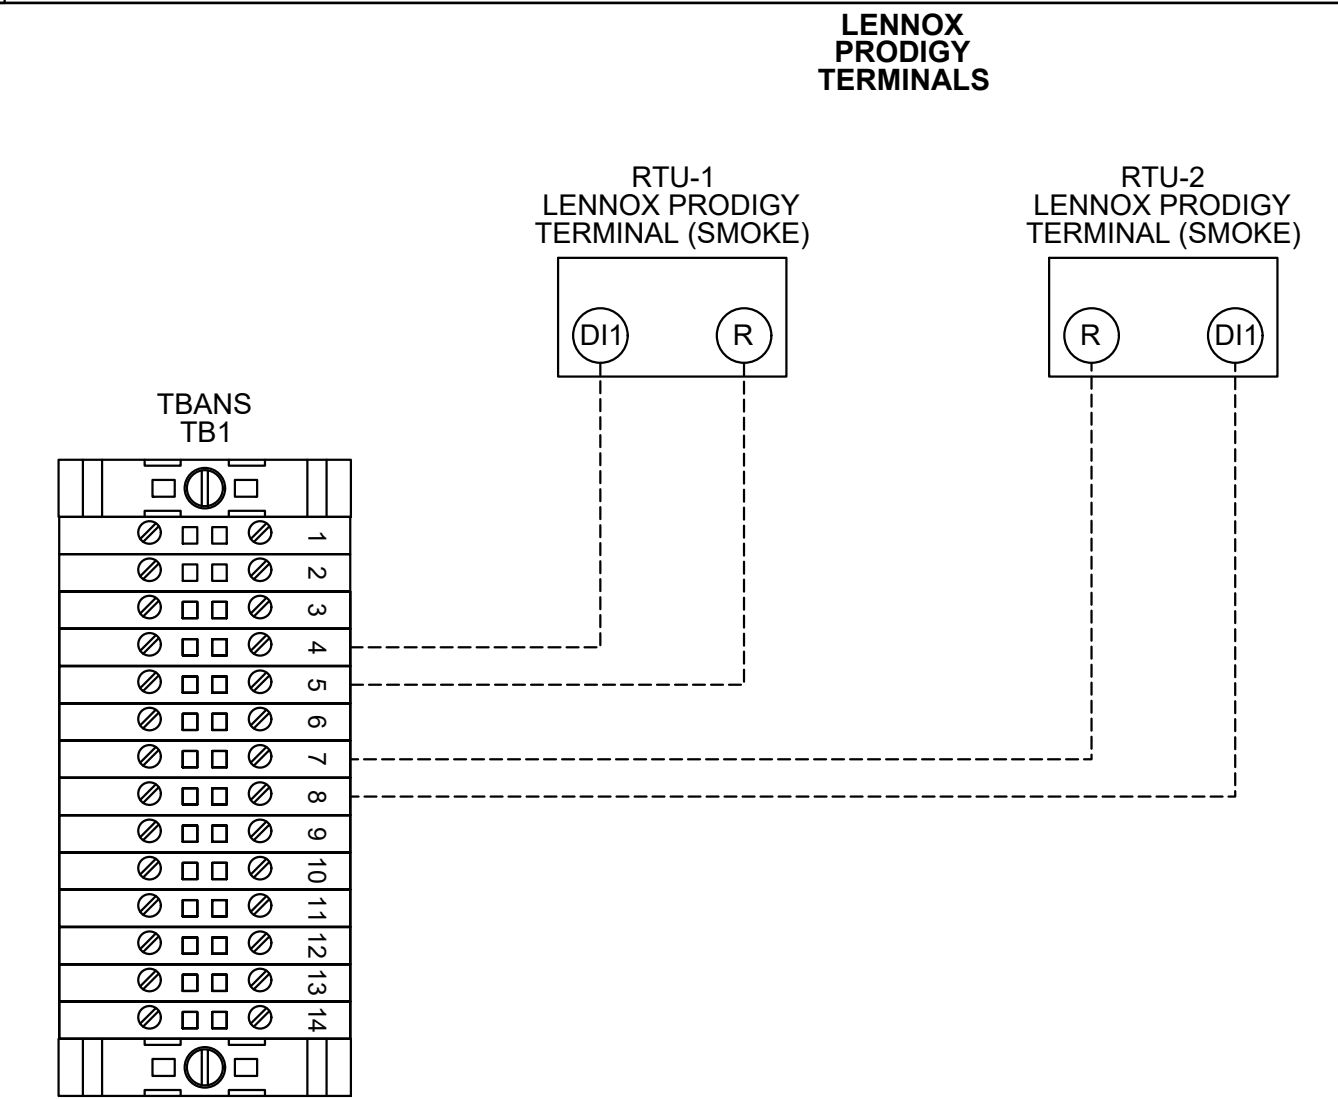 LENNOX
PRODIGY
TERMINALS
RTU-1
LENNOX PRODIGY
TERMINAL (SMOKE)
RTU-2
LENNOX PRODIGY
TERMINAL (SMOKE)
DI1
R
R
DI1
TBANS
TB1
1
2
3
4
5
6
7
8
9
10
11
12
13
14